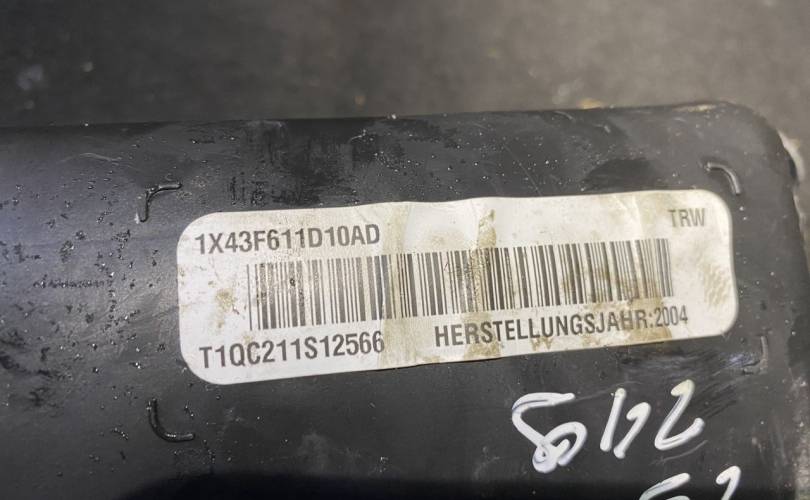 1X43F611D10AD
TRW
T1QC211S12566
HERSTELLUNGSJAHR:2004